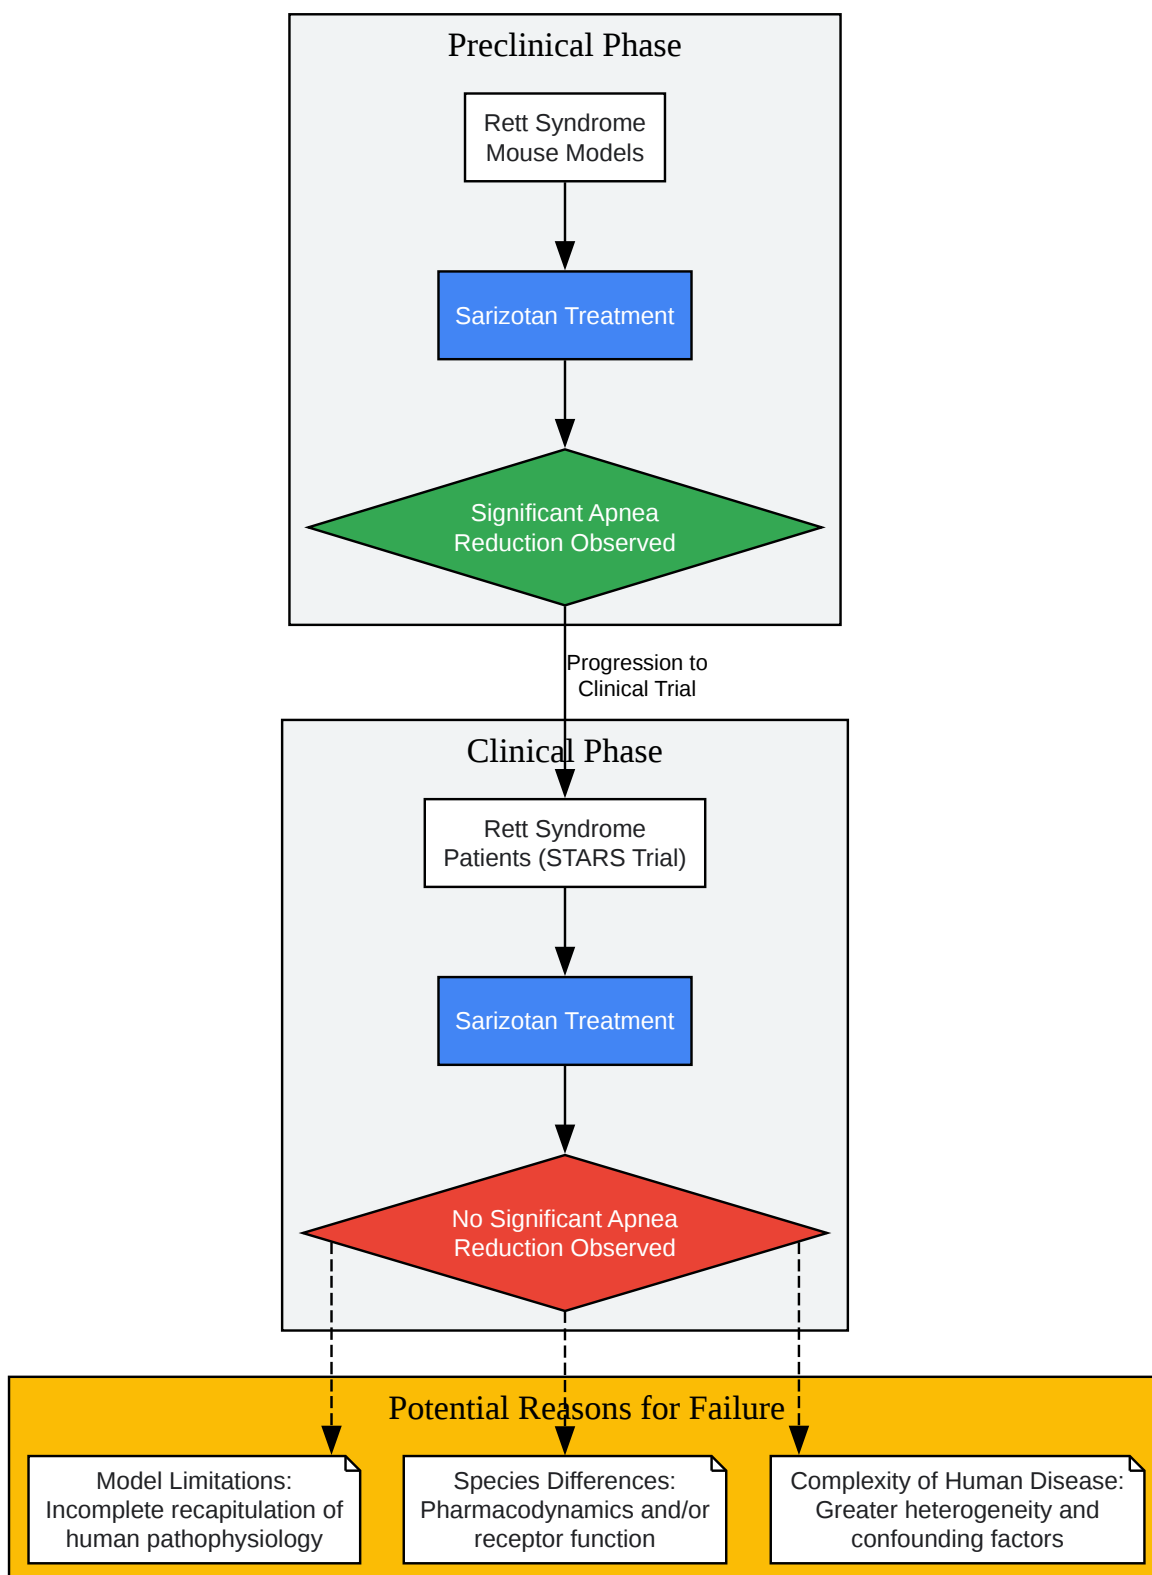 Preclinical Phase
Rett Syndrome
Mouse Models
Sarizotan Treatment
Significant Apnea
Reduction Observed
Progression to
Clinical Trial
Clinical Phase
Rett Syndrome
Patients (STARS Trial)
Sarizotan Treatment
No Significant Apnea
Reduction Observed
Potential Reasons for Failure
Model Limitations:
Incomplete recapitulation of
human pathophysiology
Species Differences:
Pharmacodynamics and/or
receptor function
Complexity of Human Disease:
Greater heterogeneity and
confounding factors